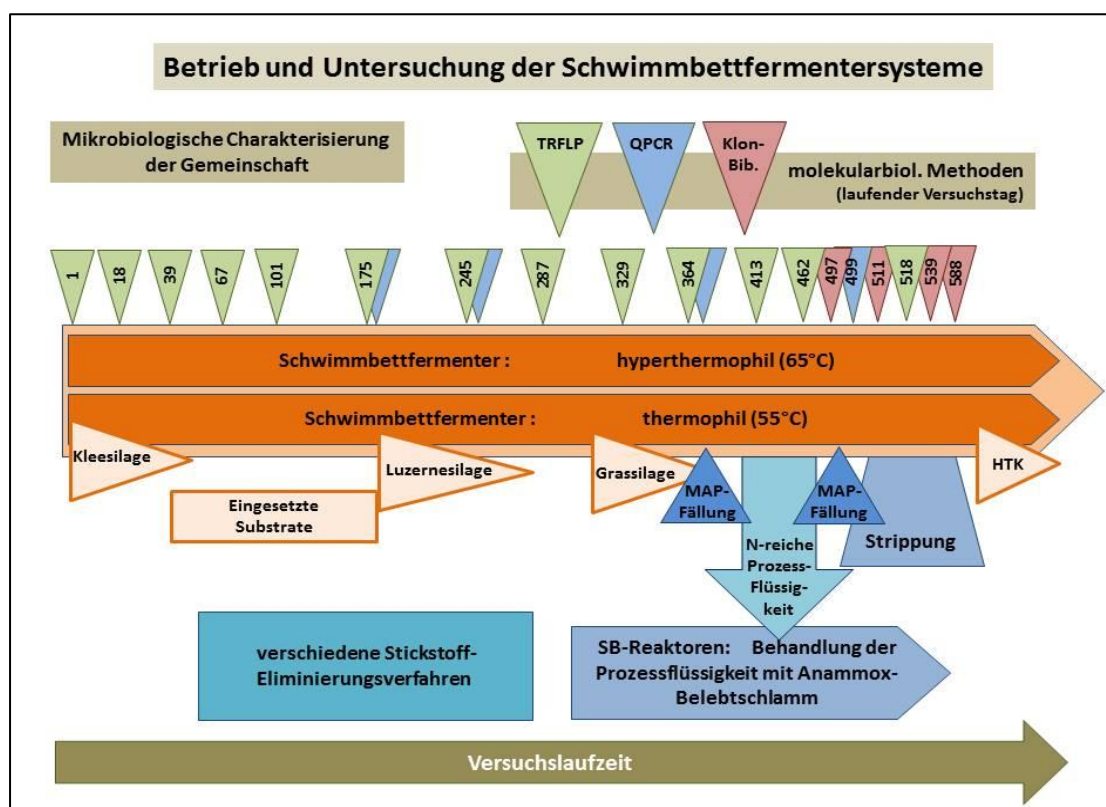 Betrieb und Untersuchung der Schwimmbettfermentersysteme
Mikrobiologische Charakterisierung
der Gemeinschaft
TRFLP
QPCR
Klon-
Bib.
molekularbiol. Methoden
(laufender Versuchstag)
1
18
39
67
101
175
245
287
329
364
413
462
497
499
511
518
539
588
Schwimmbettfermenter : hyperthermophil (65°C)
Schwimmbettfermenter : thermophil (55°C)
Kleesilage
Luzernesilage
Grassilage
HTK
Eingesetzte
Substrate
MAP-
Fällung
MAP-
Fällung
Strippung
N-reiche
Prozess-
Flüssig-
keit
verschiedene Stickstoff-
Eliminierungsverfahren
SB-Reaktoren: Behandlung der
Prozessflüssigkeit mit Anammox-
Belebtschlamm
Versuchslaufzeit